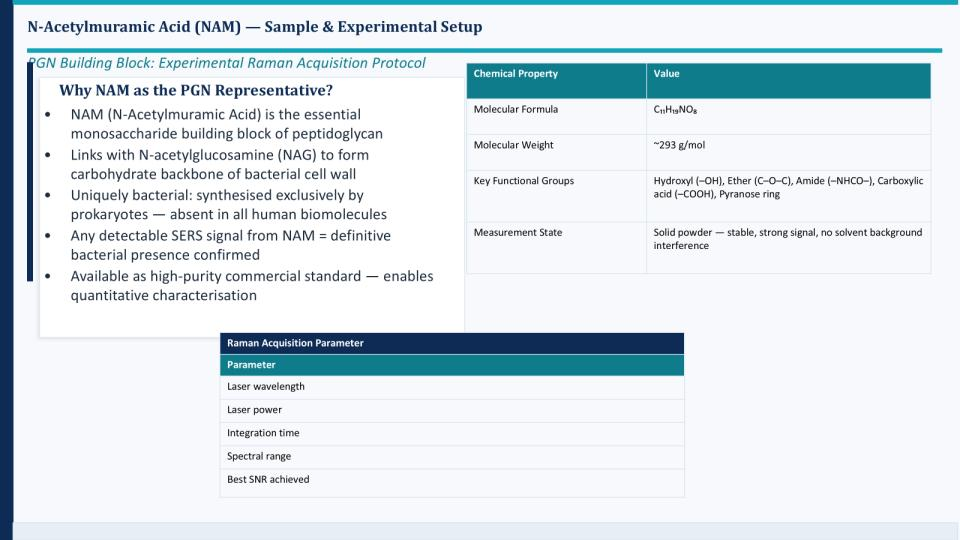 N-Acetylmuramic Acid (NAM) — Sample & Experimental Setup
PGN Building Block: Experimental Raman Acquisition Protocol
Why NAM as the PGN Representative?
• NAM (N-Acetylmuramic Acid) is the essential
monosaccharide building block of peptidoglycan
• Links with N-acetylglucosamine (NAG) to form
carbohydrate backbone of bacterial cell wall
• Uniquely bacterial: synthesised exclusively by
prokaryotes — absent in all human biomolecules
• Any detectable SERS signal from NAM = definitive
bacterial presence confirmed
• Available as high-purity commercial standard — enables
quantitative characterisation
Chemical Property Value
Molecular Formula C₁₁H₁₉NO₈
Molecular Weight ~293 g/mol
Key Functional Groups Hydroxyl (–OH), Ether (C–O–C), Amide (–NHCO–), Carboxylic
acid (–COOH), Pyranose ring
Measurement State Solid powder — stable, strong signal, no solvent background
interference
Raman Acquisition Parameter
Parameter
Laser wavelength
Laser power
Integration time
Spectral range
Best SNR achieved